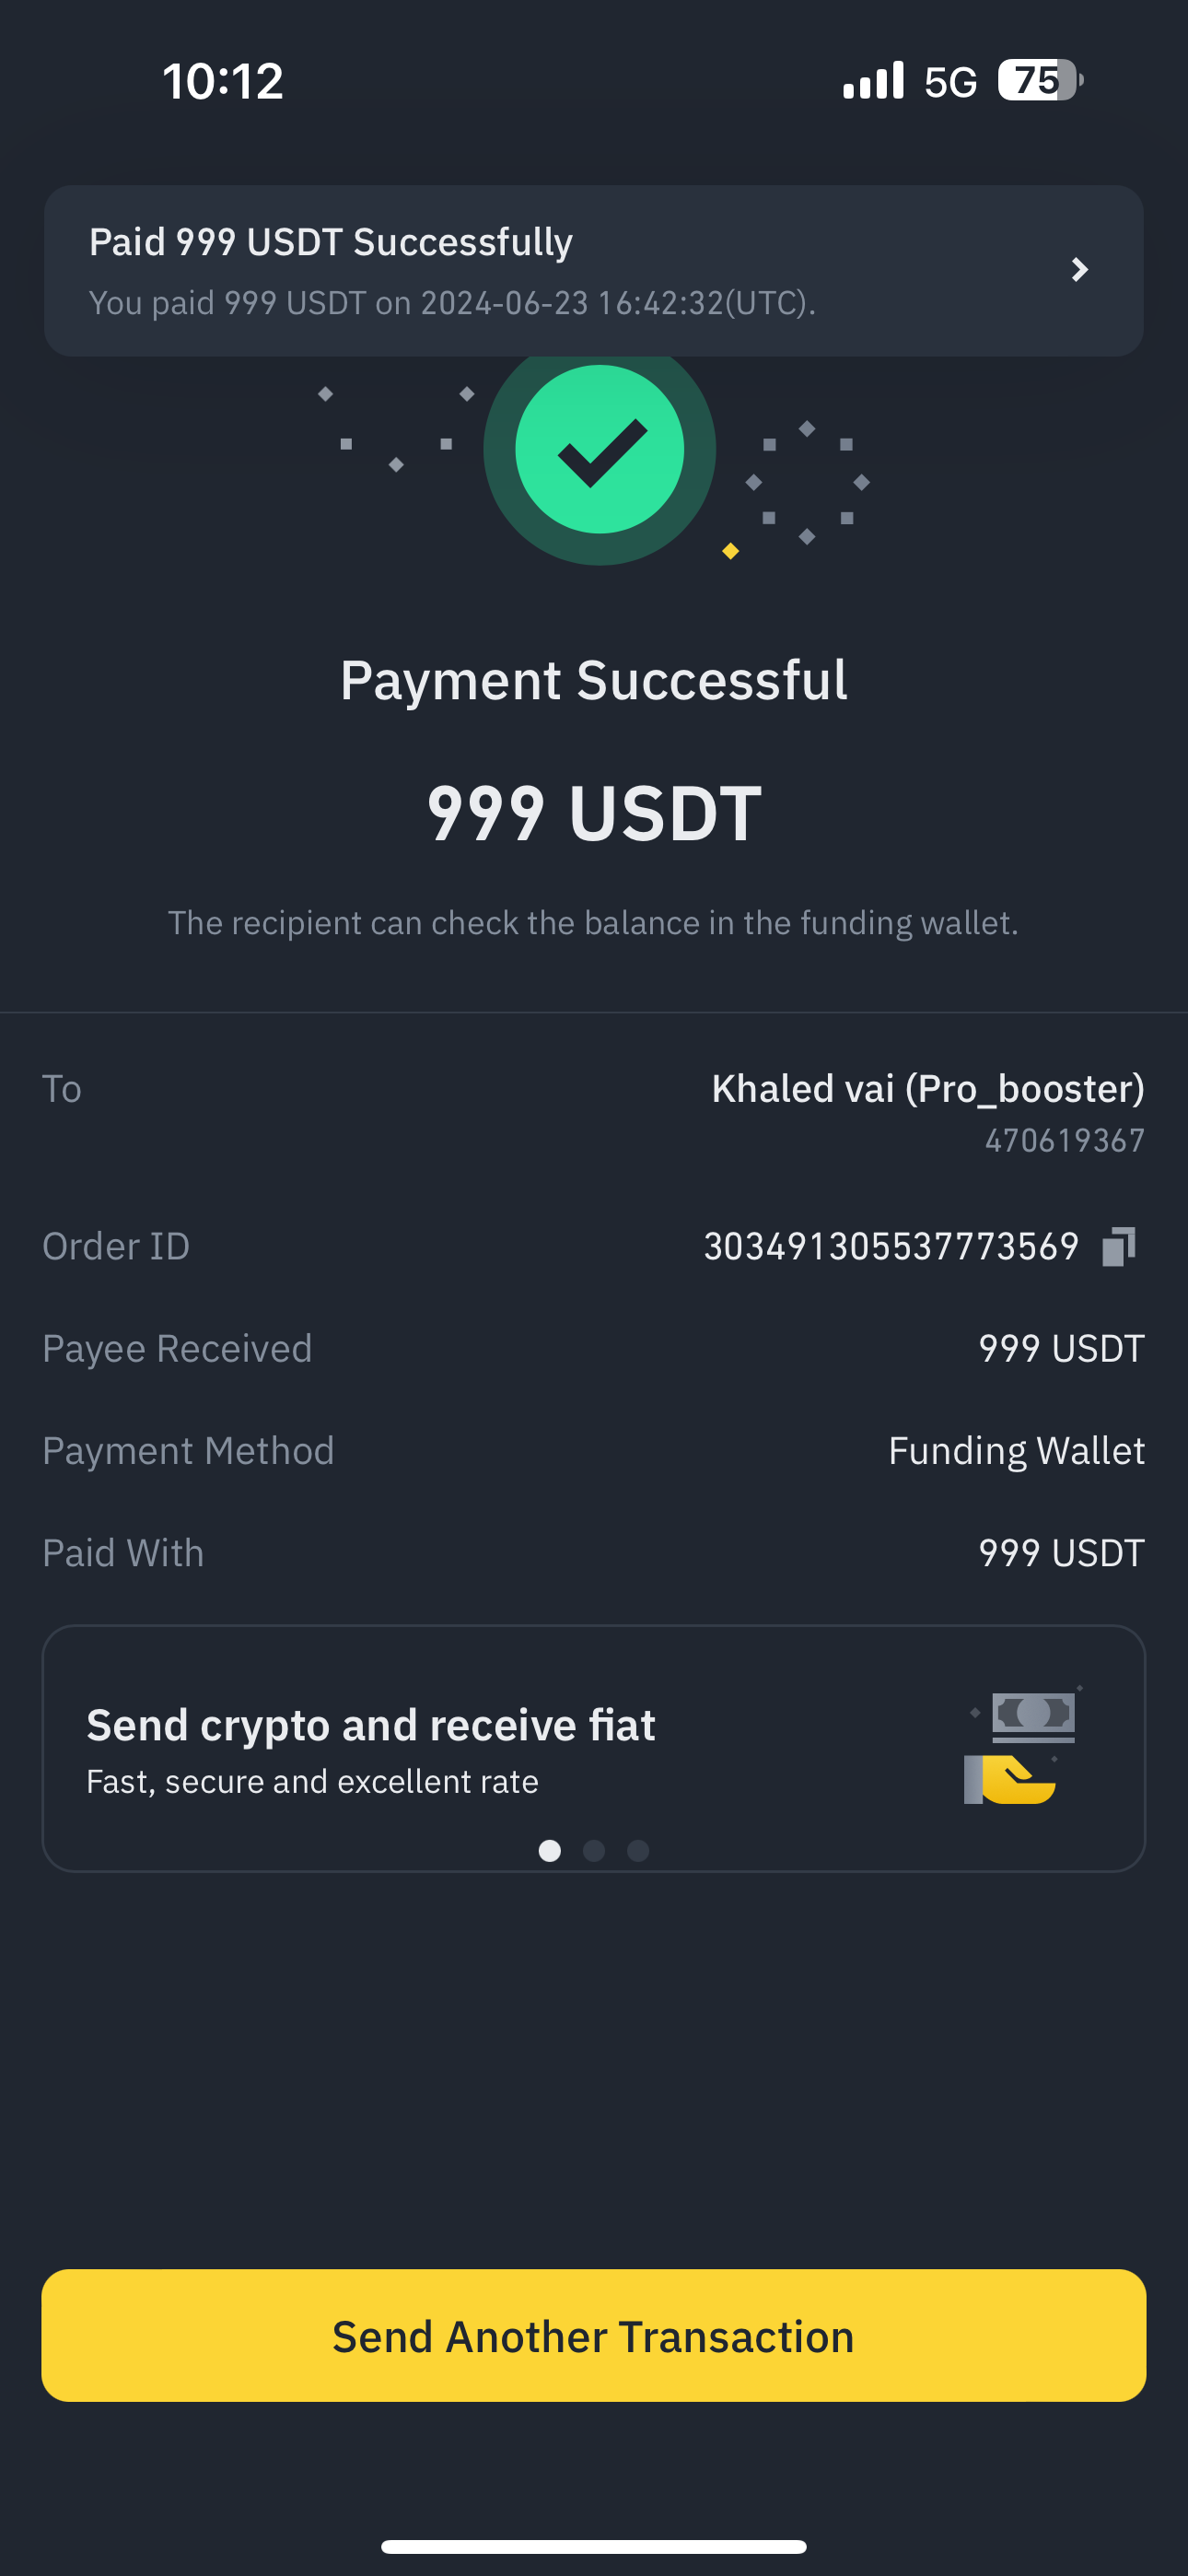 10:12
5G 75
Paid 999 USDT Successfully
You paid 999 USDT on 2024-06-23 16:42:32(UTC).
Payment Successful
999 USDT
The recipient can check the balance in the funding wallet.
To Khaled vai (Pro_booster)
470619367
Order ID 303491305537773569
Payee Received 999 USDT
Payment Method Funding Wallet
Paid With 999 USDT
Send crypto and receive fiat
Fast, secure and excellent rate
Send Another Transaction